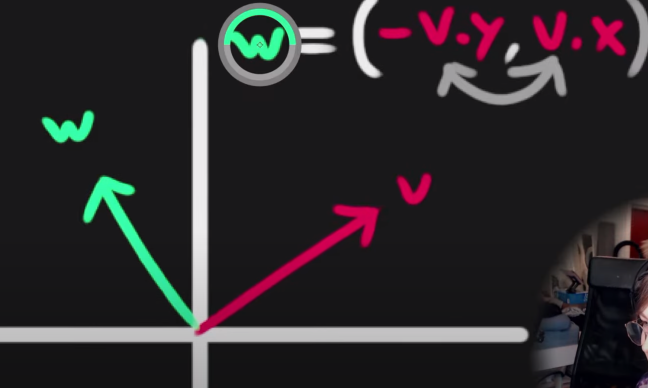 w = (-v.y, v.x)
w
v